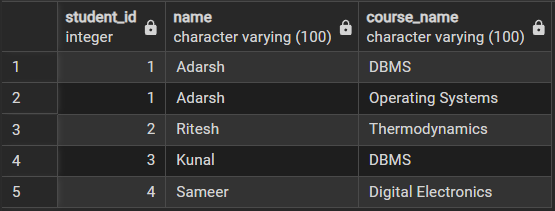 student_id name course_name
integer character varying (100) character varying (100)
1 1 Adarsh DBMS
2 1 Adarsh Operating Systems
3 2 Ritesh Thermodynamics
4 3 Kunal DBMS
5 4 Sameer Digital Electronics